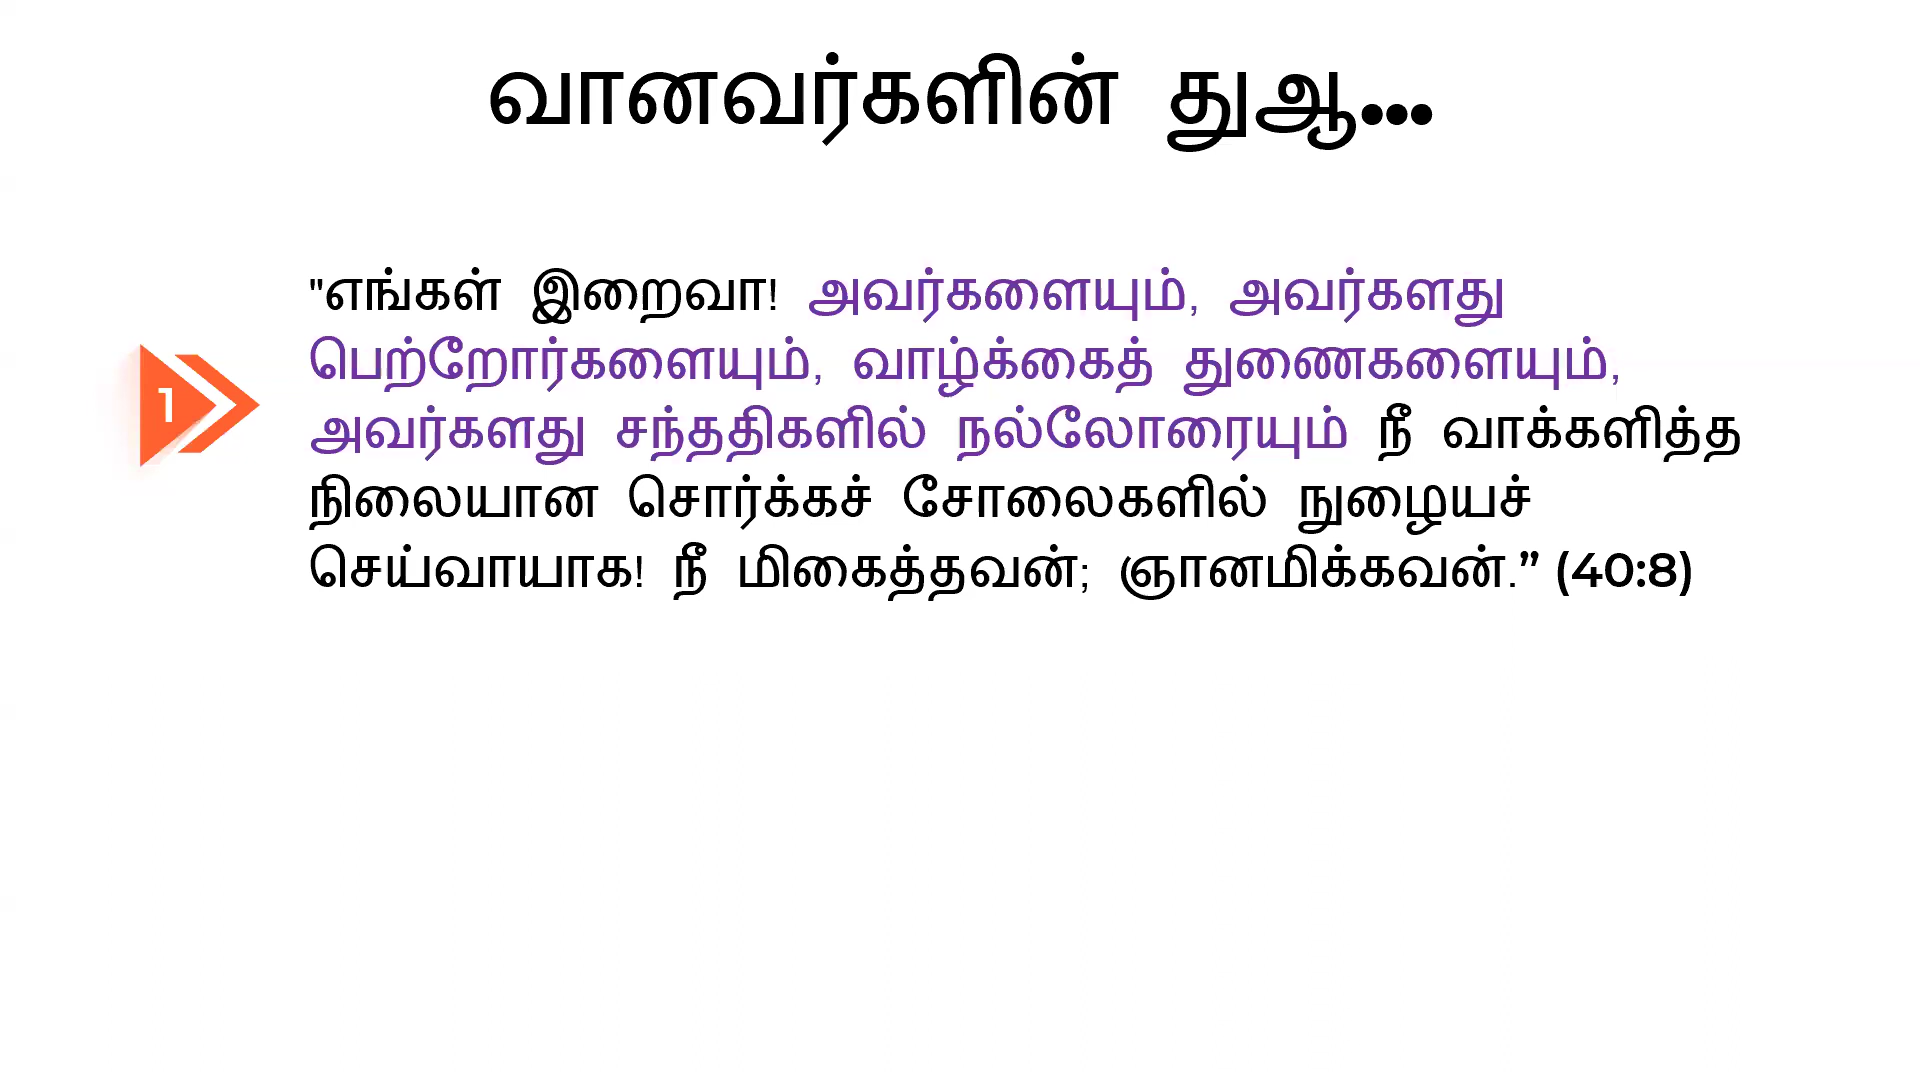 வானவர்களின் துஆ...
"எங்கள் இறைவா! அவர்களையும், அவர்களது
பெற்றோர்களையும், வாழ்க்கைத் துணைகளையும்,
1
அவர்களது சந்ததிகளில் நல்லோரையும் நீ வாக்களித்த
நிலையான சொர்க்கச் சோலைகளில் நுழையச்
செய்வாயாக! நீ மிகைத்தவன்; ஞானமிக்கவன்.” (40:8)